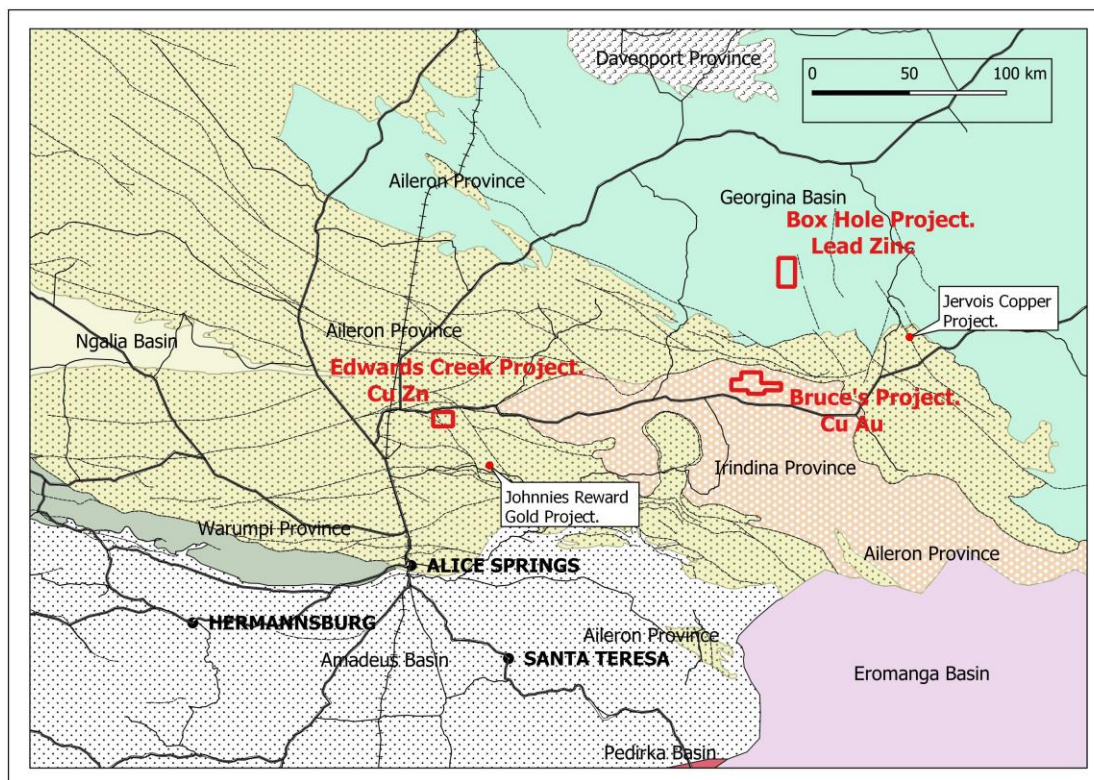 Davenport Province
0 50 100 km
Aileron Province
Georgina Basin
Box Hole Project.
Lead Zinc
Jervois Copper
Project.
Aileron Province
Ngalia Basin
Edwards Creek Project.
Cu Zn
Bruce's Project.
Cu Au
Irindina Province
Johnnies Reward
Gold Project.
Warumpi Province
Aileron Province
ALICE SPRINGS
HERMANNSBURG
Aileron Province
Amadeus Basin
SANTA TERESA
Eromanga Basin
Pedirka Basin